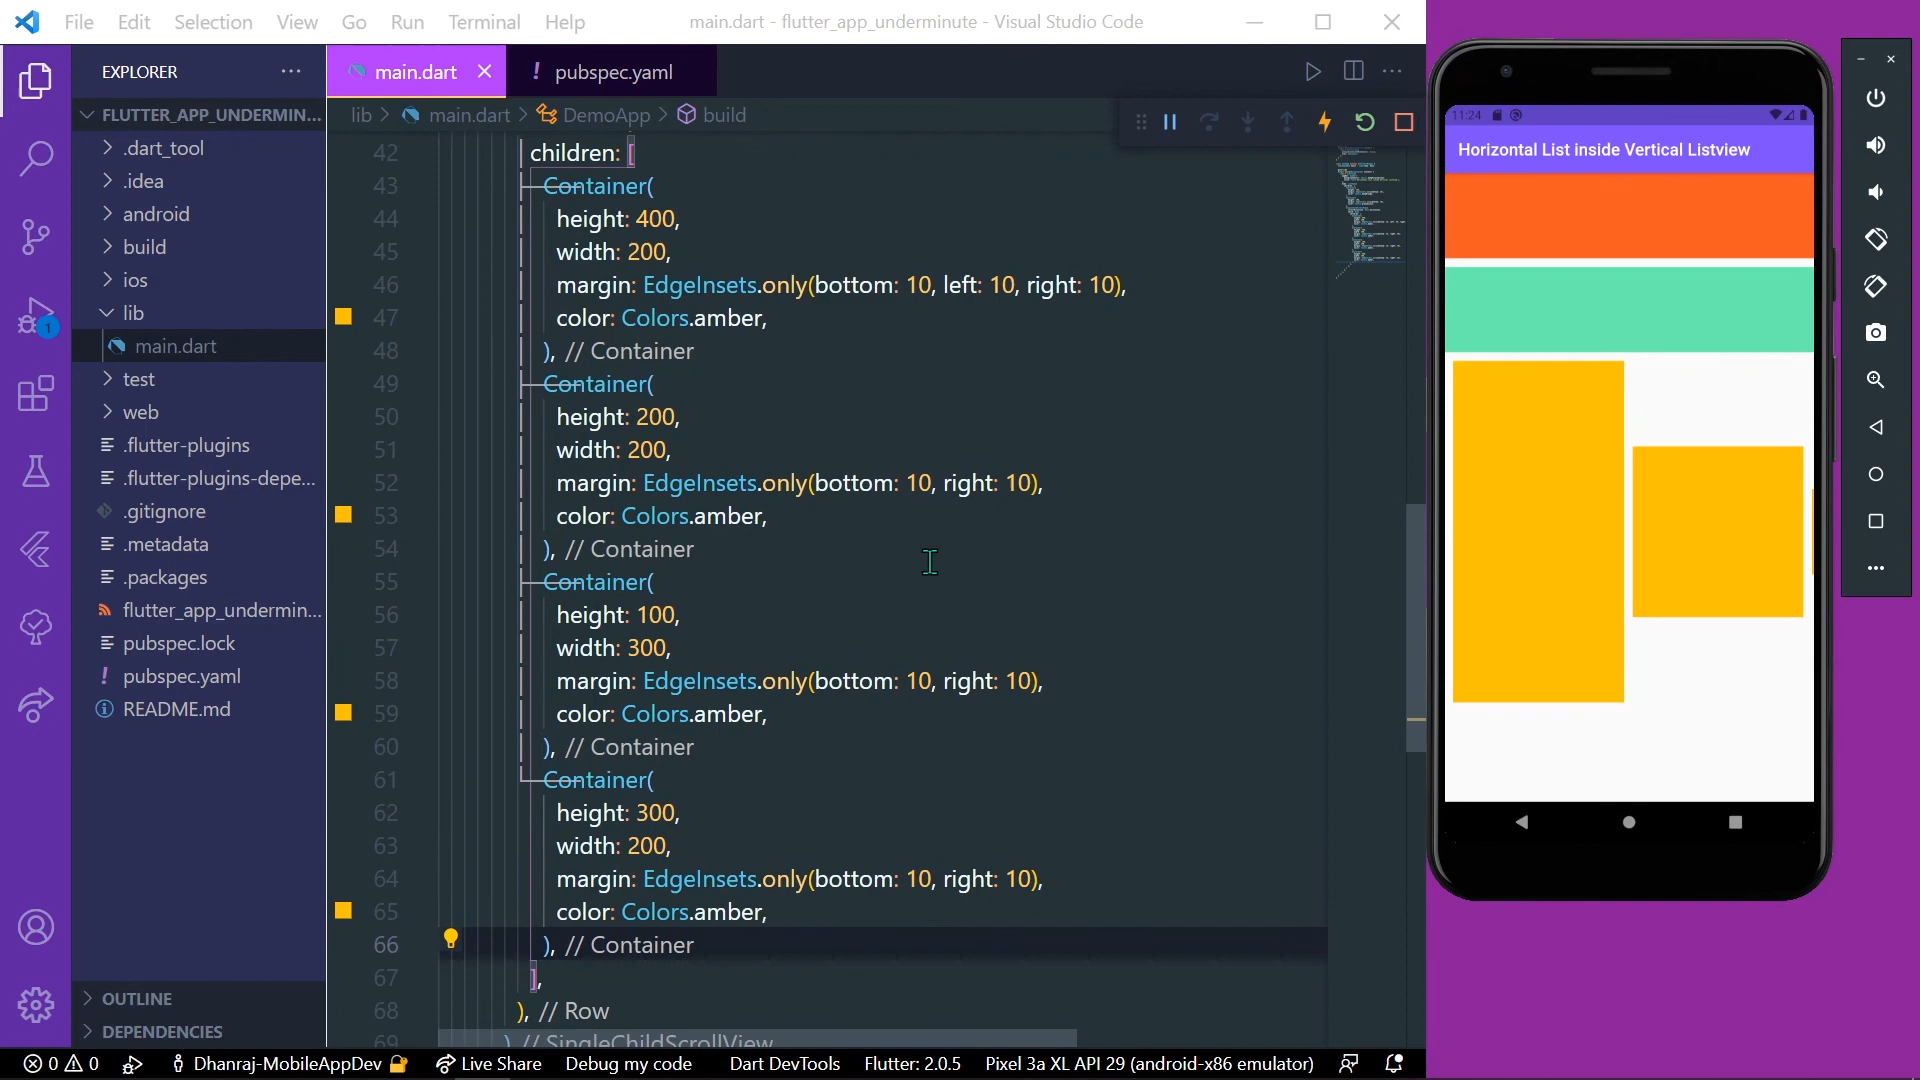 File Edit Selection View Go Run Terminal Help
main.dart - flutter_app_underminute - Visual Studio Code
EXPLORER
FLUTTER_APP_UNDERMIN...
.dart_tool
.idea
android
build
ios
lib
main.dart
test
web
.flutter-plugins
.flutter-plugins-depe...
.gitignore
.metadata
.packages
flutter_app_undermin...
pubspec.lock
pubspec.yaml
README.md
OUTLINE
DEPENDENCIES
1
main.dart
! pubspec.yaml
lib > main.dart > DemoApp > build
42 children: [
43 Container(
44 height: 400,
45 width: 200,
46 margin: EdgeInsets.only(bottom: 10, left: 10, right: 10),
47 color: Colors.amber,
48 ), // Container
49 Container(
50 height: 200,
51 width: 200,
52 margin: EdgeInsets.only(bottom: 10, right: 10),
53 color: Colors.amber,
54 ), // Container
55 Container(
56 height: 100,
57 width: 300,
58 margin: EdgeInsets.only(bottom: 10, right: 10),
59 color: Colors.amber,
60 ), // Container
61 Container(
62 height: 300,
63 width: 200,
64 margin: EdgeInsets.only(bottom: 10, right: 10),
65 color: Colors.amber,
66 ), // Container
67 ],
68 ), // Row
69 ) // SingleChildScrollView
0 0 Dhanraj-MobileAppDev Live Share Debug my code Dart DevTools Flutter: 2.0.5 Pixel 3a XL API 29 (android-x86 emulator)
11:24
Horizontal List inside Vertical Listview